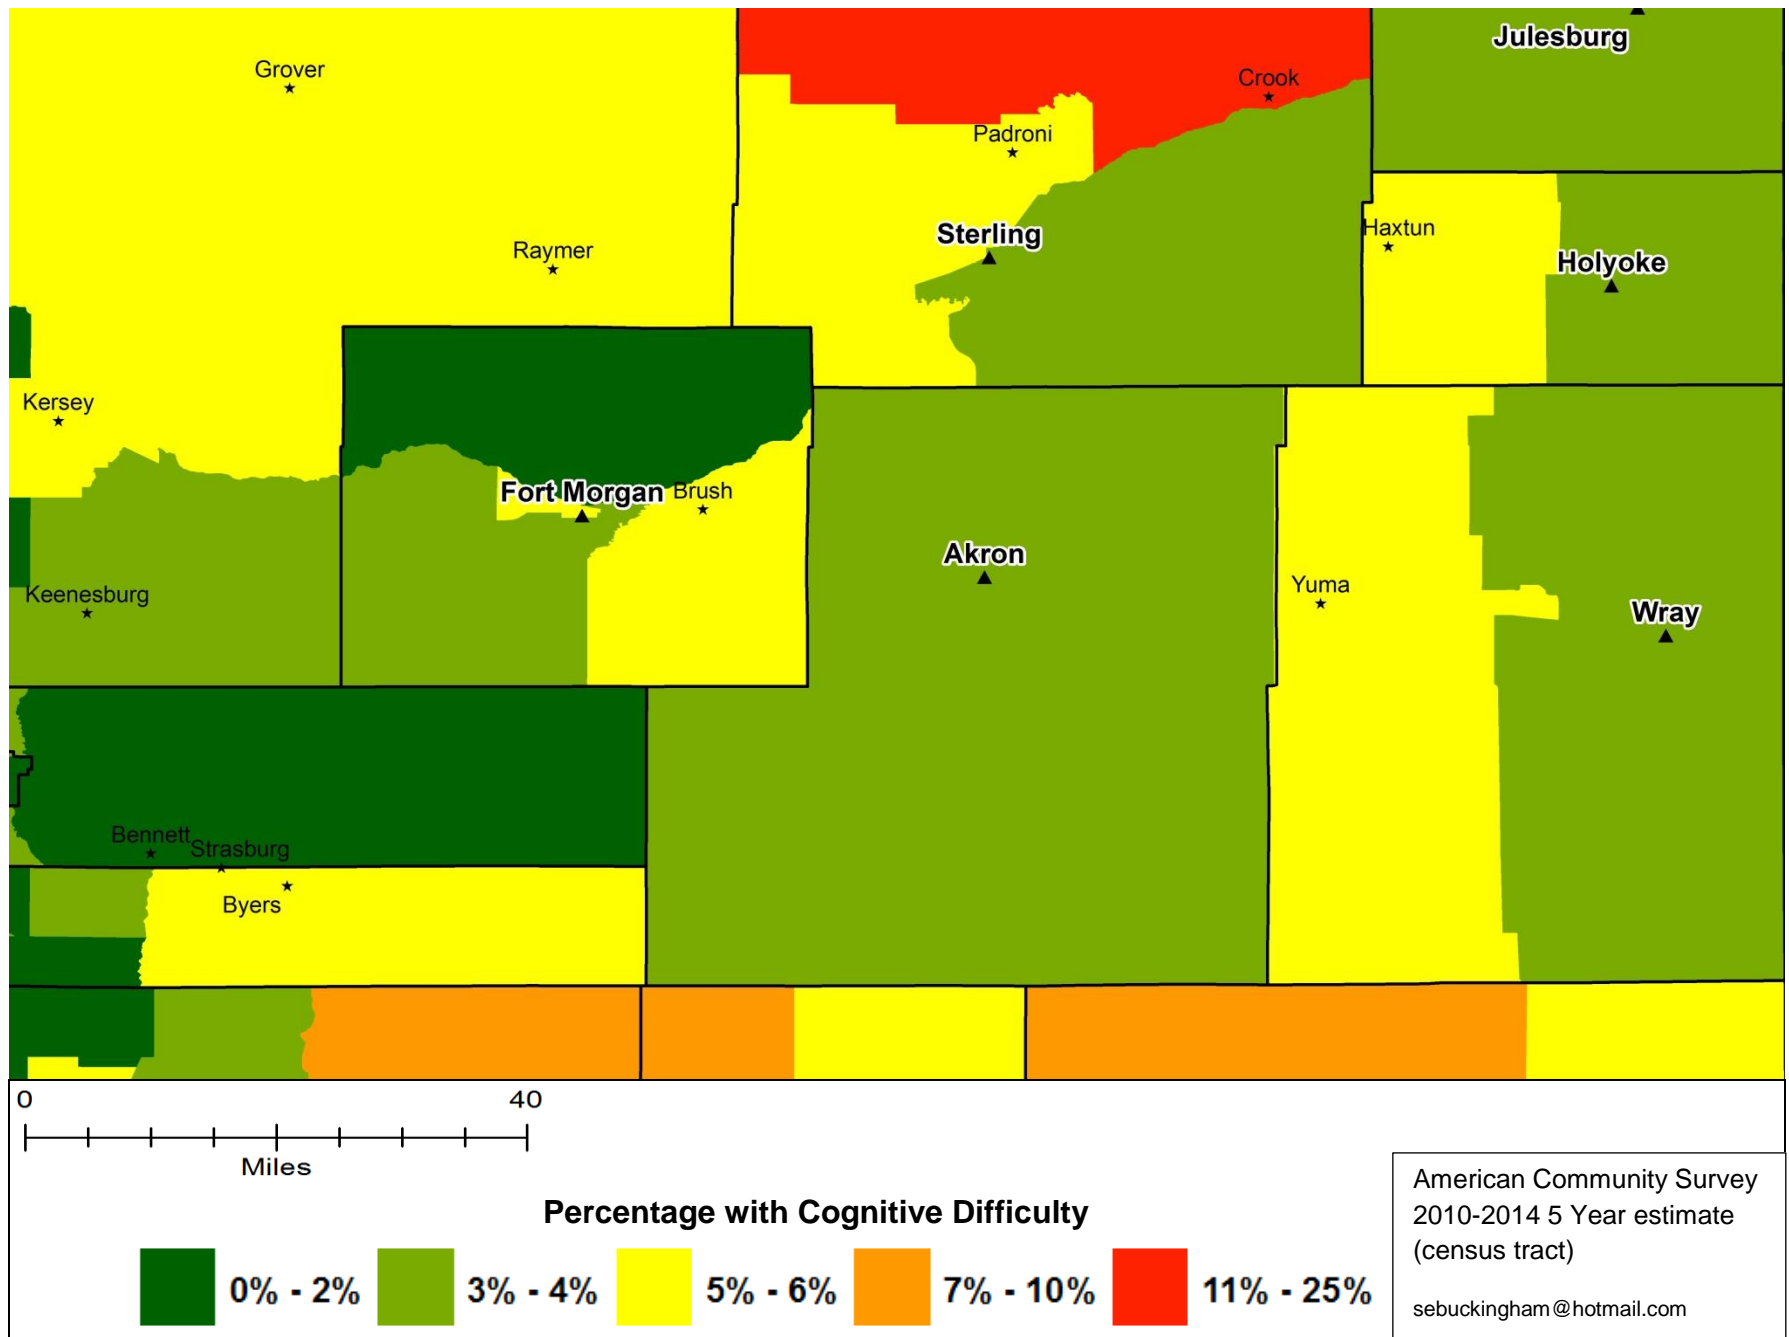 Julesburg
Grover
Crook
Padroni
Sterling
Haxtun
Raymer
Holyoke
Kersey
Fort Morgan
Brush
Akron
Keenesburg
Yuma
Wray
Bennett
Strasburg
Byers
0 40
Miles
Percentage with Cognitive Difficulty
0% - 2% 3% - 4% 5% - 6% 7% - 10% 11% - 25%
American Community Survey
2010-2014 5 Year estimate
(census tract)
sebuckingham@hotmail.com